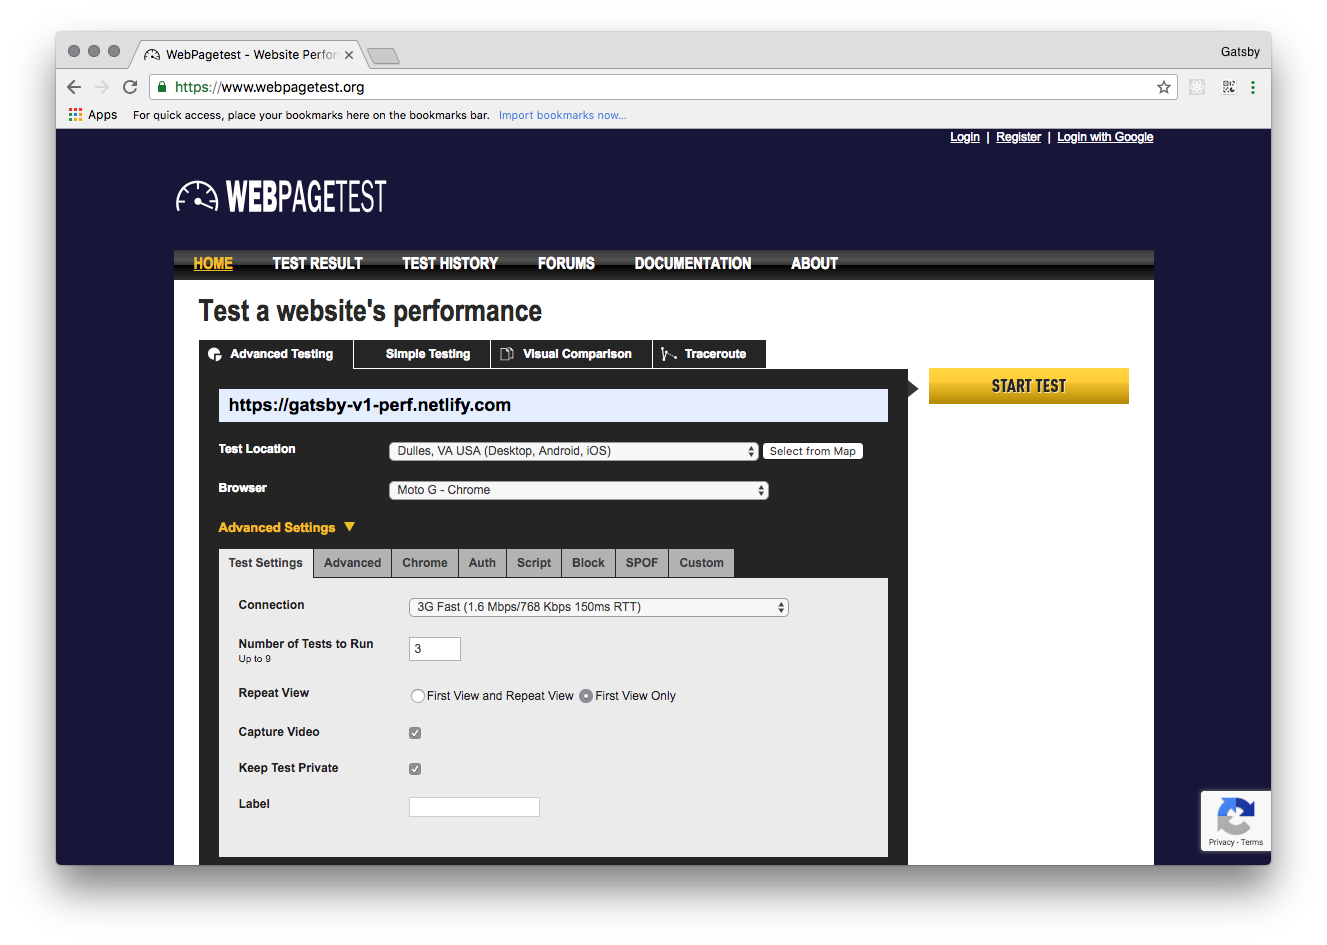 WebPagetest - Website Perfor
Gatsby
https://www.webpagetest.org
Apps For quick access, place your bookmarks here on the bookmarks bar. Import bookmarks now...
Login | Register | Login with Google
WEBPAGETEST
HOME TEST RESULT TEST HISTORY FORUMS DOCUMENTATION ABOUT
Test a website's performance
Advanced Testing Simple Testing Visual Comparison Traceroute
START TEST
https://gatsby-v1-perf.netlify.com
Test Location Dulles, VA USA (Desktop, Android, iOS) Select from Map
Browser Moto G - Chrome
Advanced Settings ▼
Test Settings Advanced Chrome Auth Script Block SPOF Custom
Connection 3G Fast (1.6 Mbps/768 Kbps 150ms RTT)
Number of Tests to Run 3
Up to 9
Repeat View First View and Repeat View First View Only
Capture Video
Keep Test Private
Label
Privacy - Terms